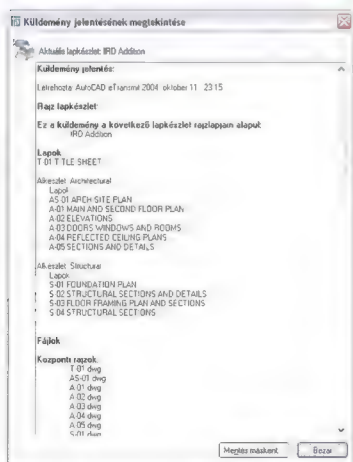 Küldemény jelentésének megtekintése
Aktuális lapkészlet: IRD Addition
Küldemény jelentés:
Létrehozta: AutoCAD eTransmit 2004. október 11. 23:15
Rajz lapkészlet:
Ez a küldemény a következő lapkészlet rajzlapjain alapul:
IRD Addition
Lapok
T-01 TITLE SHEET
Alkészlet: Architectural
Lapok
AS-01 ARCH SITE PLAN
A-01 MAIN AND SECOND FLOOR PLAN
A-02 ELEVATIONS
A-03 DOORS WINDOWS AND ROOMS
A-04 REFLECTED CEILING PLANS
A-05 SECTIONS AND DETAILS
Alkészlet: Structural
Lapok
S-01 FOUNDATION PLAN
S-02 STRUCTURAL SECTIONS AND DETAILS
S-03 FLOOR FRAMING PLAN AND SECTIONS
S-04 STRUCTURAL SECTIONS
Fájlok
Központi rajzok:
T-01.dwg
AS-01.dwg
A-01.dwg
A-02.dwg
A-03.dwg
A-04.dwg
A-05.dwg
S-01.dwg
Mentés másként
Bezár